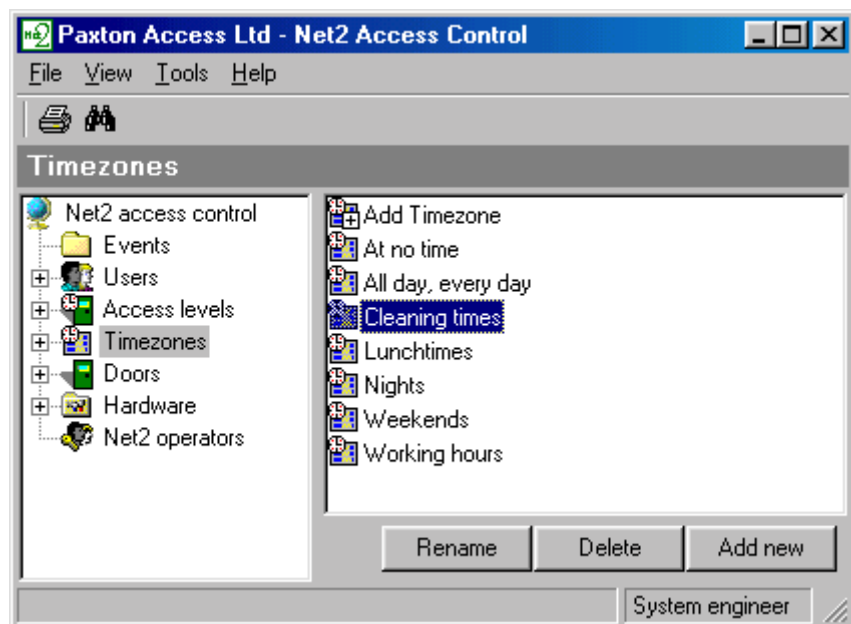 Paxton Access Ltd - Net2 Access Control
File View Tools Help
Timezones
Net2 access control
Events
Users
Access levels
Timezones
Doors
Hardware
Net2 operators
Add Timezone
At no time
All day, every day
Cleaning times
Lunchtimes
Nights
Weekends
Working hours
Rename Delete Add new
System engineer